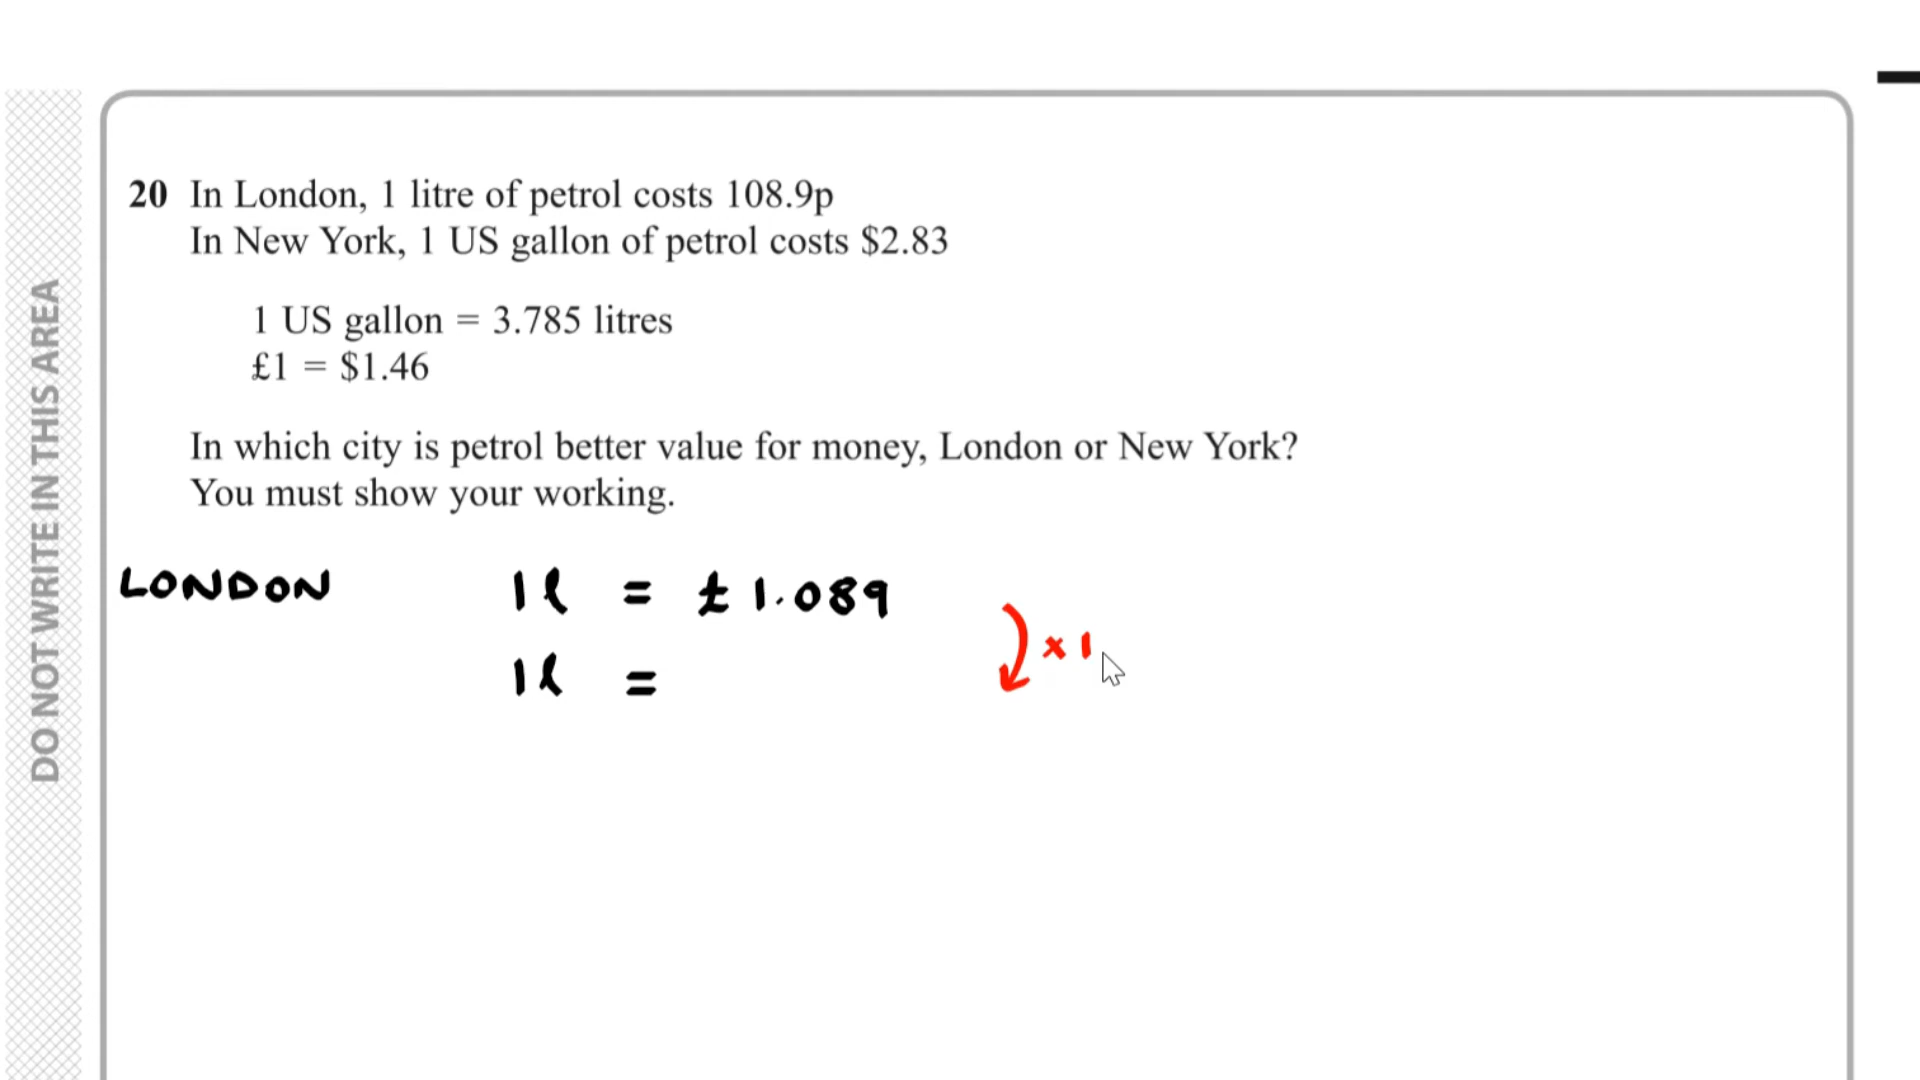 DO NOT WRITE IN THIS AREA
20 In London, 1 litre of petrol costs 108.9p
In New York, 1 US gallon of petrol costs $2.83
1 US gallon = 3.785 litres
£1 = $1.46
In which city is petrol better value for money, London or New York?
You must show your working.
LONDON 1l = £1.089
×1
1l =